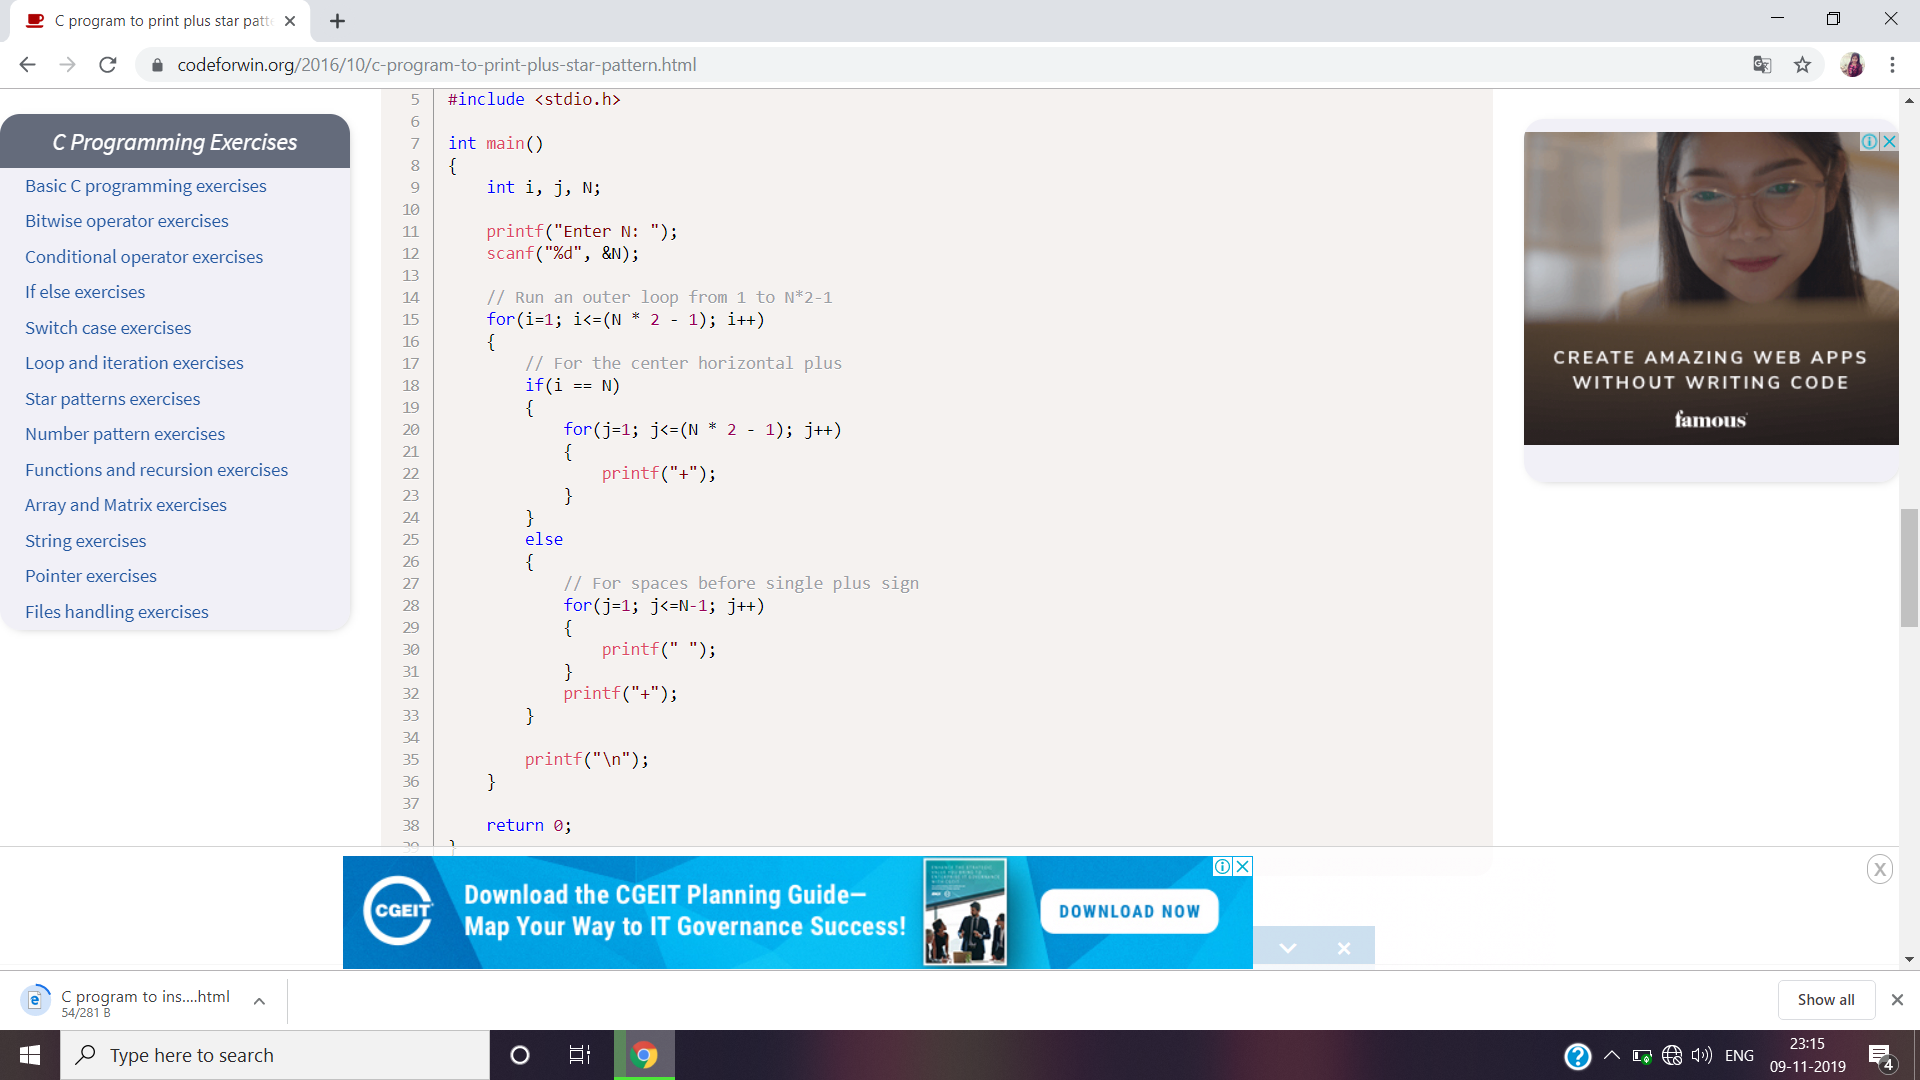 C program to print plus star patte
codeforwin.org/2016/10/c-program-to-print-plus-star-pattern.html
C Programming Exercises
Basic C programming exercises
Bitwise operator exercises
Conditional operator exercises
If else exercises
Switch case exercises
Loop and iteration exercises
Star patterns exercises
Number pattern exercises
Functions and recursion exercises
Array and Matrix exercises
String exercises
Pointer exercises
Files handling exercises
5 #include <stdio.h>
6
7 int main()
8 {
9     int i, j, N;
10
11     printf("Enter N: ");
12     scanf("%d", &N);
13
14     // Run an outer loop from 1 to N*2-1
15     for(i=1; i<=(N * 2 - 1); i++)
16     {
17         // For the center horizontal plus
18         if(i == N)
19         {
20             for(j=1; j<=(N * 2 - 1); j++)
21             {
22                 printf("+");
23             }
24         }
25         else
26         {
27             // For spaces before single plus sign
28             for(j=1; j<=N-1; j++)
29             {
30                 printf(" ");
31             }
32             printf("+");
33         }
34
35         printf("\n");
36     }
37
38     return 0;
39 }
CREATE AMAZING WEB APPS
WITHOUT WRITING CODE
famous
CGEIT
Download the CGEIT Planning Guide—
Map Your Way to IT Governance Success!
DOWNLOAD NOW
X
C program to ins....html
54/281 B
Show all
Type here to search
ENG
23:15
09-11-2019
4